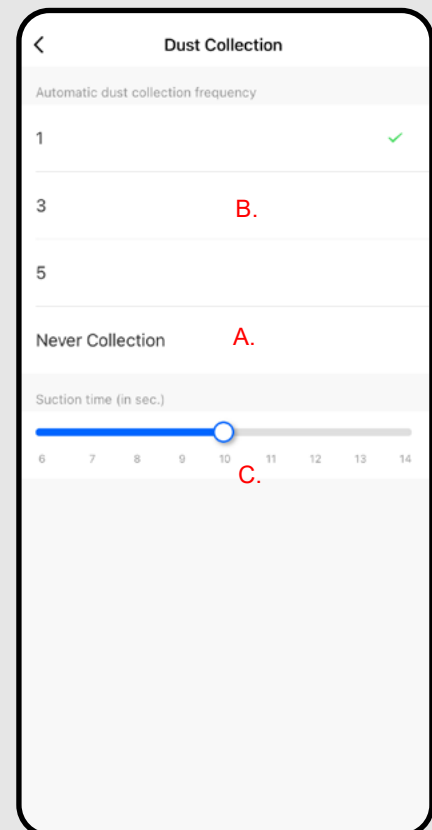 Dust Collection
Automatic dust collection frequency
1
3 B.
5
Never Collection A.
Suction time (in sec.)
6 7 8 9 10 11 12 13 14
C.